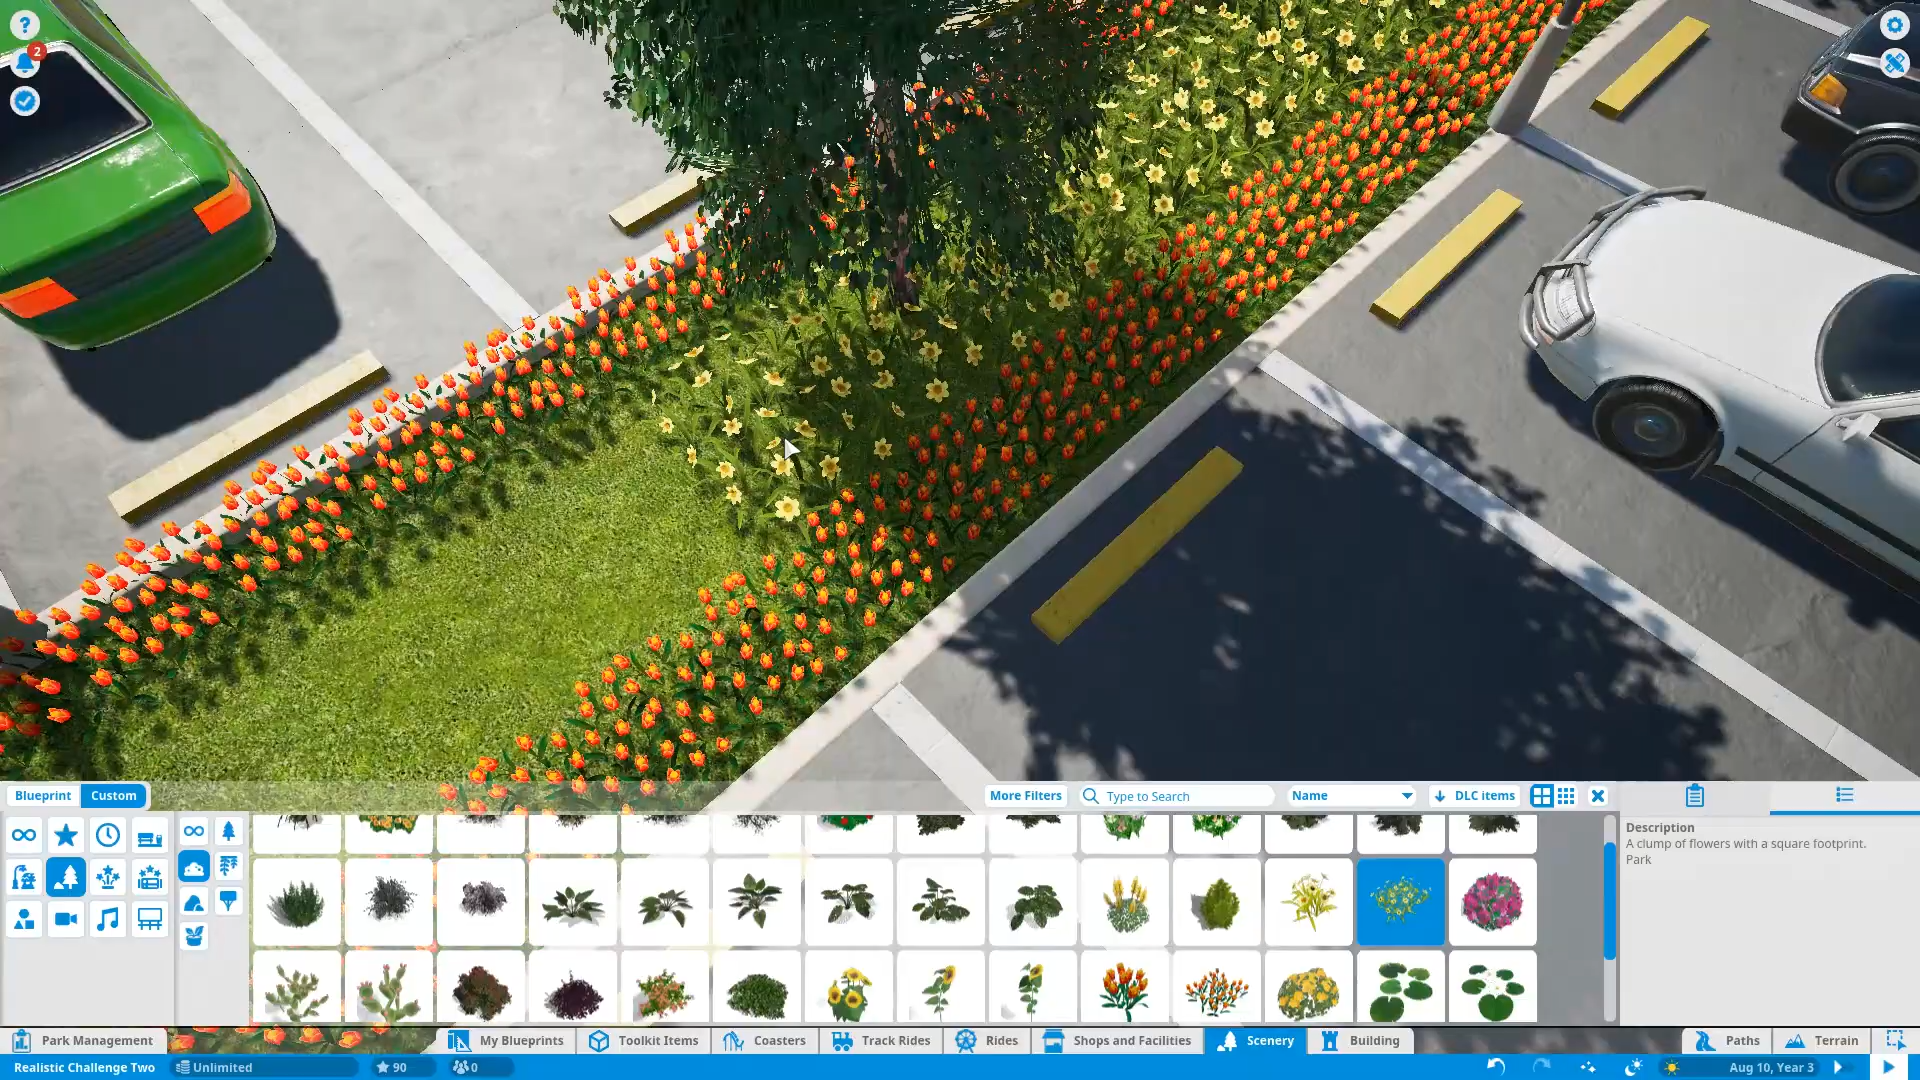 ?
2
Blueprint
Custom
More Filters
Type to Search
Name
DLC items
Description
A clump of flowers with a square footprint.
Park
Park Management
My Blueprints
Toolkit Items
Coasters
Track Rides
Rides
Shops and Facilities
Scenery
Building
Paths
Terrain
Realistic Challenge Two
Unlimited
90
0
Aug 10, Year 3